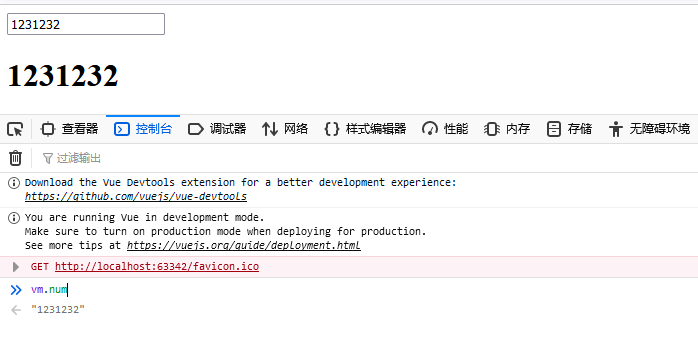 1231232
1231232
查看器 控制台 调试器 网络 样式编辑器 性能 内存 存储 无障碍环境
过滤输出
Download the Vue Devtools extension for a better development experience:
https://github.com/vuejs/vue-devtools
You are running Vue in development mode.
Make sure to turn on production mode when deploying for production.
See more tips at https://vuejs.org/guide/deployment.html
GET http://localhost:63342/favicon.ico
vm.num
"1231232"